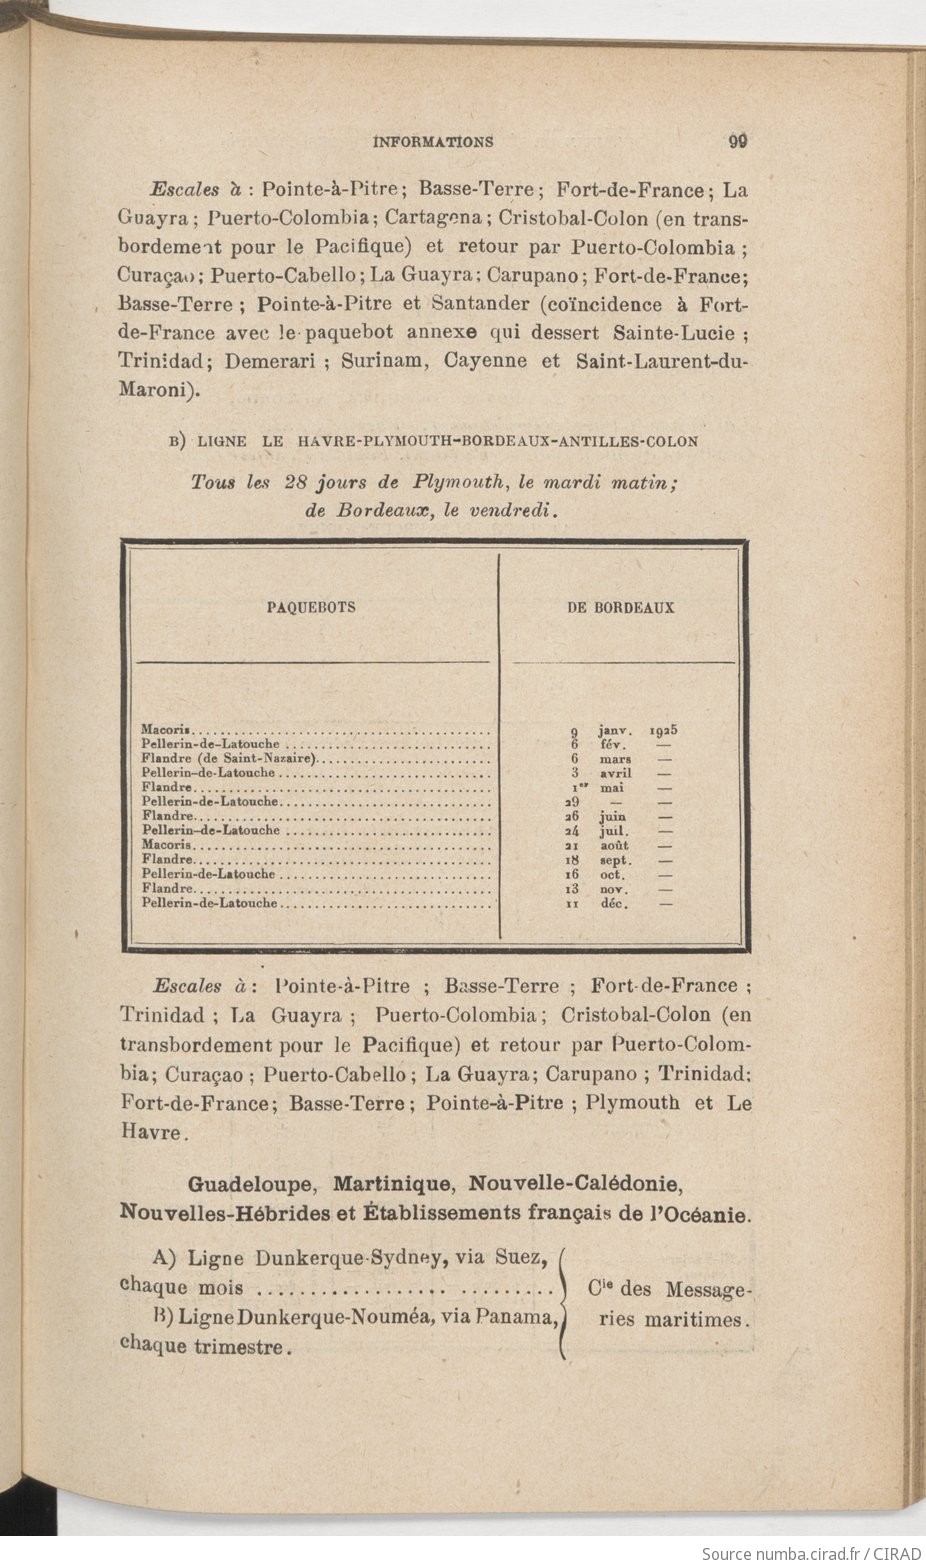 INFORMATIONS 99
Escales à : Pointe-à-Pitre; Basse-Terre; Fort-de-France; La
Guayra; Puerto-Colombia; Cartagena; Cristobal-Colon (en trans-
bordement pour le Pacifique) et retour par Puerto-Colombia ;
Curaçao; Puerto-Cabello; La Guayra; Carupano; Fort-de-France;
Basse-Terre ; Pointe-à-Pitre et Santander (coïncidence à Fort-
de-France avec le paquebot annexe qui dessert Sainte-Lucie ;
Trinidad; Demerari ; Surinam, Cayenne et Saint-Laurent-du-
Maroni).
B) LIGNE LE HAVRE-PLYMOUTH-BORDEAUX-ANTILLES-COLON
Tous les 28 jours de Plymouth, le mardi matin;
de Bordeaux, le vendredi.
PAQUEBOTS DE BORDEAUX
Macoris........................................ 9 janv. 1925
Pellerin-de-Latouche ............................ 6 fév. —
Flandre (de Saint-Nazaire)........................ 6 mars —
Pellerin-de-Latouche ............................. 3 avril —
Flandre........................................ 1er mai —
Pellerin-de-Latouche............................. 29 — —
Flandre........................................ 26 juin —
Pellerin-de-Latouche ............................ 24 juil. —
Macoris........................................ 21 août —
Flandre........................................ 18 sept. —
Pellerin-de-Latouche ............................. 16 oct. —
Flandre........................................ 13 nov. —
Pellerin-de-Latouche............................. 11 déc. —
Escales à : Pointe-à-Pitre ; Basse-Terre ; Fort-de-France ;
Trinidad ; La Guayra ; Puerto-Colombia; Cristobal-Colon (en
transbordement pour le Pacifique) et retour par Puerto-Colom-
bia; Curaçao ; Puerto-Cabello; La Guayra; Carupano ; Trinidad;
Fort-de-France; Basse-Terre; Pointe-à-Pitre ; Plymouth et Le
Havre.
Guadeloupe, Martinique, Nouvelle-Calédonie,
Nouvelles-Hébrides et Établissements français de l'Océanie.
A) Ligne Dunkerque-Sydney, via Suez,
chaque mois ........................... Cie des Message-
B) Ligne Dunkerque-Nouméa, via Panama, ries maritimes.
chaque trimestre.
Source numba.cirad.fr / CIRAD